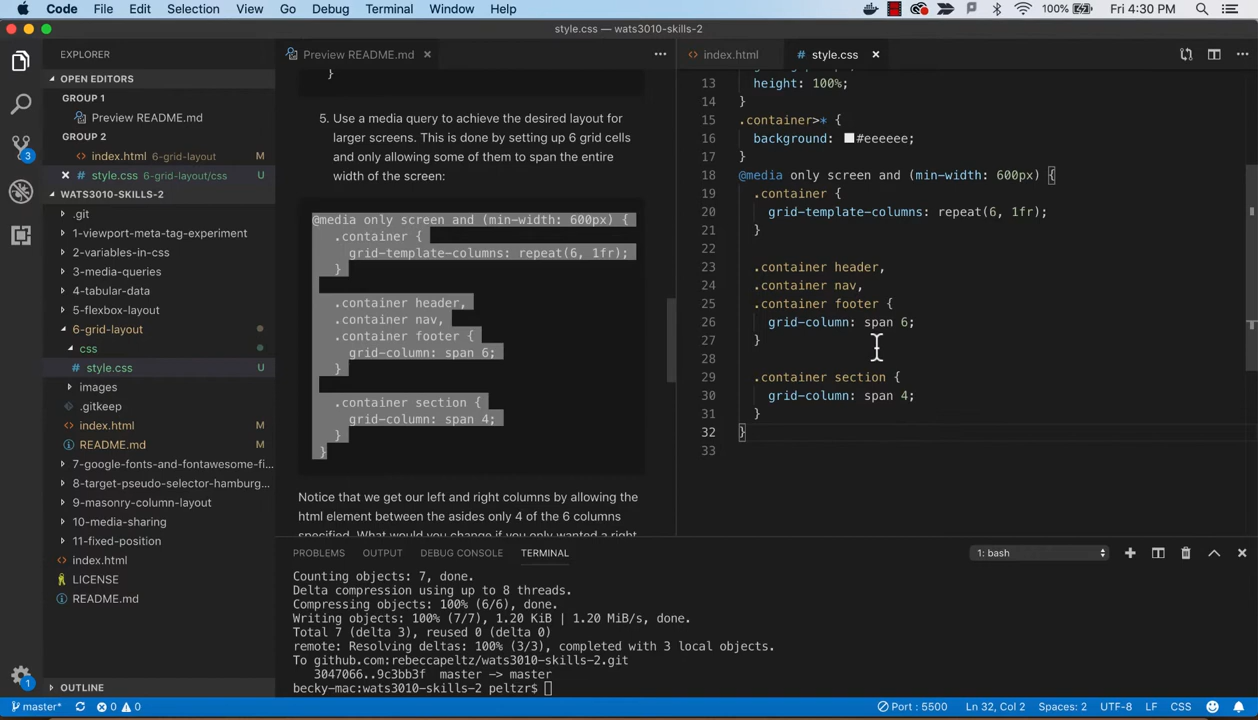 Code File Edit Selection View Go Debug Terminal Window Help 100% Fri 4:30 PM
style.css — wats3010-skills-2
EXPLORER
OPEN EDITORS
GROUP 1
Preview README.md
GROUP 2
index.html 6-grid-layout M
style.css 6-grid-layout/css U
WATS3010-SKILLS-2
.git
1-viewport-meta-tag-experiment
2-variables-in-css
3-media-queries
4-tabular-data
5-flexbox-layout
6-grid-layout
css
# style.css U
images
.gitkeep
index.html M
README.md M
7-google-fonts-and-fontawesome-fi...
8-target-pseudo-selector-hamburg...
9-masonry-column-layout
10-media-sharing
11-fixed-position
index.html
LICENSE
README.md
OUTLINE
3
1
Preview README.md
}
5. Use a media query to achieve the desired layout for
larger screens. This is done by setting up 6 grid cells
and only allowing some of them to span the entire
width of the screen:
@media only screen and (min-width: 600px) {
.container {
grid-template-columns: repeat(6, 1fr);
}
.container header,
.container nav,
.container footer {
grid-column: span 6;
}
.container section {
grid-column: span 4;
}
}
Notice that we get our left and right columns by allowing the
html element between the asides only 4 of the 6 columns
specified. What would you change if you only wanted a right
index.html style.css
13 height: 100%;
14 }
15 .container>* {
16 background: #eeeeee;
17 }
18 @media only screen and (min-width: 600px) {
19 .container {
20 grid-template-columns: repeat(6, 1fr);
21 }
22
23 .container header,
24 .container nav,
25 .container footer {
26 grid-column: span 6;
27 }
28
29 .container section {
30 grid-column: span 4;
31 }
32 }
33
PROBLEMS OUTPUT DEBUG CONSOLE TERMINAL 1: bash
Counting objects: 7, done.
Delta compression using up to 8 threads.
Compressing objects: 100% (6/6), done.
Writing objects: 100% (7/7), 1.20 KiB | 1.20 MiB/s, done.
Total 7 (delta 3), reused 0 (delta 0)
remote: Resolving deltas: 100% (3/3), completed with 3 local objects.
To github.com:rebeccapeltz/wats3010-skills-2.git
3047066..9c3bb3f master -> master
becky-mac:wats3010-skills-2 peltzr$
master* 0 0 Port : 5500 Ln 32, Col 2 Spaces: 2 UTF-8 LF CSS